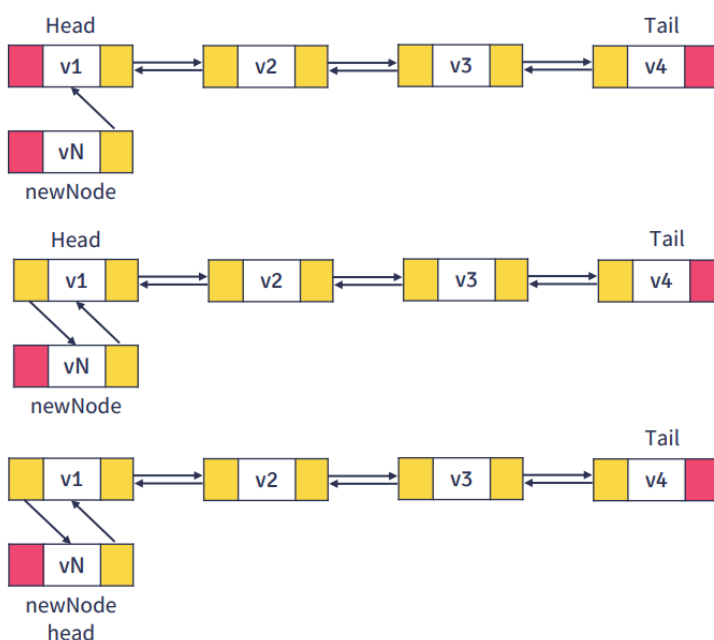 Head Tail
v1 v2 v3 v4
vN
newNode
Head Tail
v1 v2 v3 v4
vN
newNode
Tail
v1 v2 v3 v4
vN
newNode
head